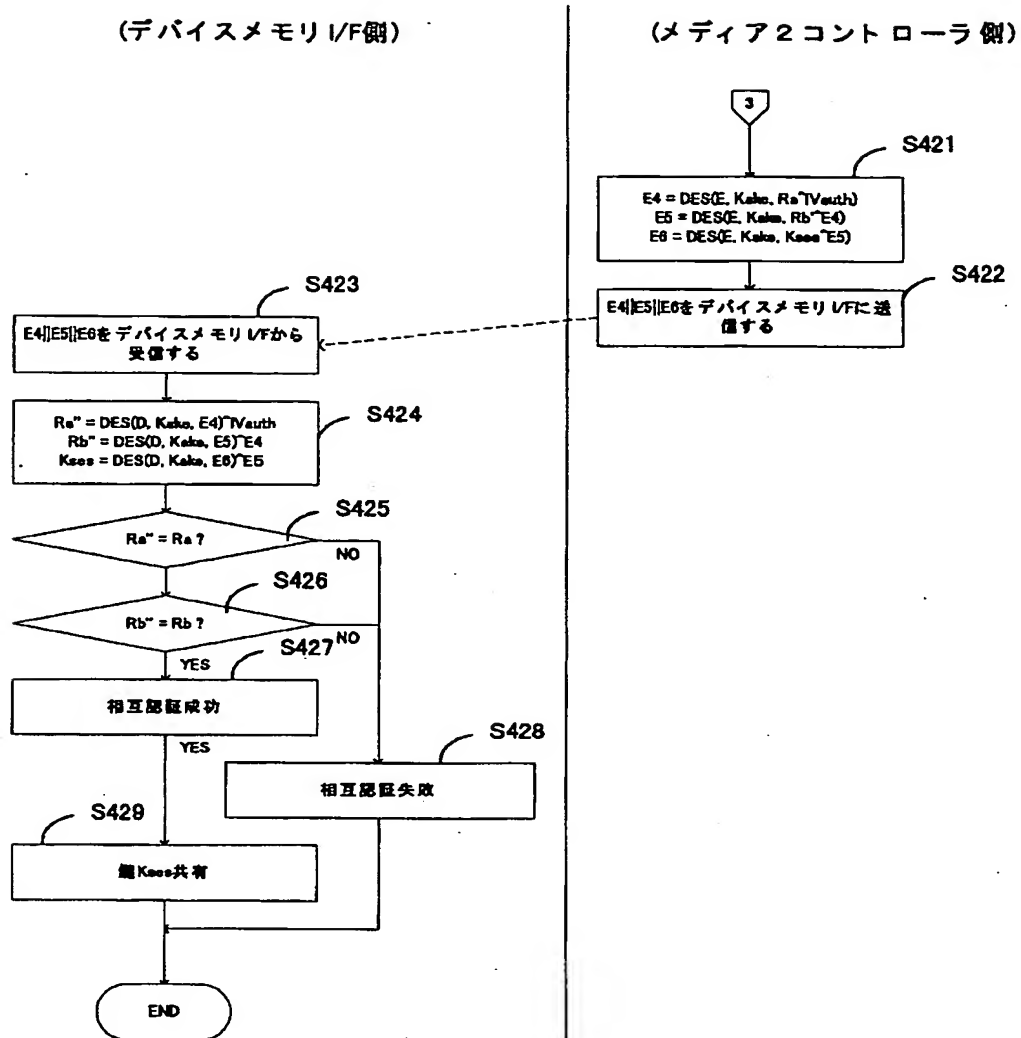 (デバイスメモリI/F側)
(メディア2コントローラ側)
3
S421
E4 = DES(E, Kake, Ra^IVauth)
E5 = DES(E, Kake, Rb^E4)
E6 = DES(E, Kake, Kses^E5)
S422
E4||E5||E6をデバイスメモリI/Fに送
信する
S423
E4||E5||E6をデバイスメモリI/Fから
受信する
S424
Ra" = DES(D, Kake, E4)^IVauth
Rb" = DES(D, Kake, E5)^E4
Kses = DES(D, Kake, E6)^E5
S425
Ra" = Ra ?
NO
S426
Rb" = Rb ?
NO
YES
S427
相互認証成功
YES
S428
相互認証失敗
S429
鍵Kses共有
END